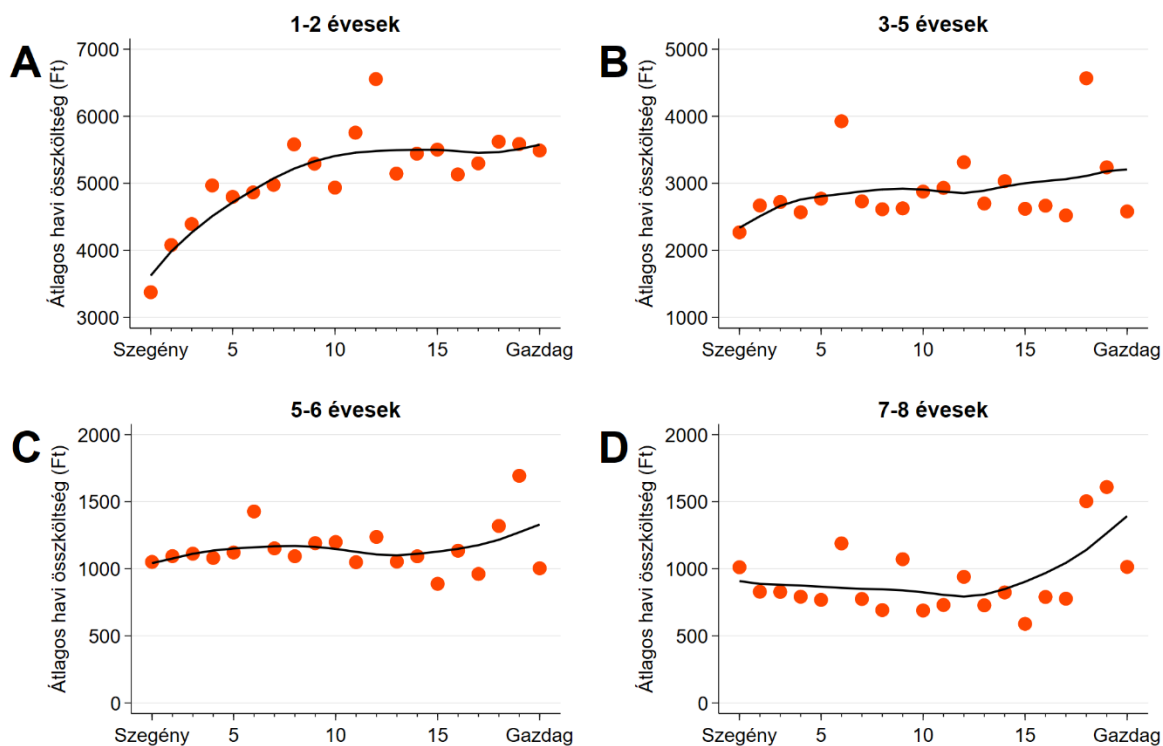 A
1-2 évesek
Átlagos havi összköltség (Ft)
7000
6000
5000
4000
3000
Szegény 5 10 15 Gazdag
B
3-5 évesek
Átlagos havi összköltség (Ft)
5000
4000
3000
2000
1000
Szegény 5 10 15 Gazdag
C
5-6 évesek
Átlagos havi összköltség (Ft)
2000
1500
1000
500
0
Szegény 5 10 15 Gazdag
D
7-8 évesek
Átlagos havi összköltség (Ft)
2000
1500
1000
500
0
Szegény 5 10 15 Gazdag